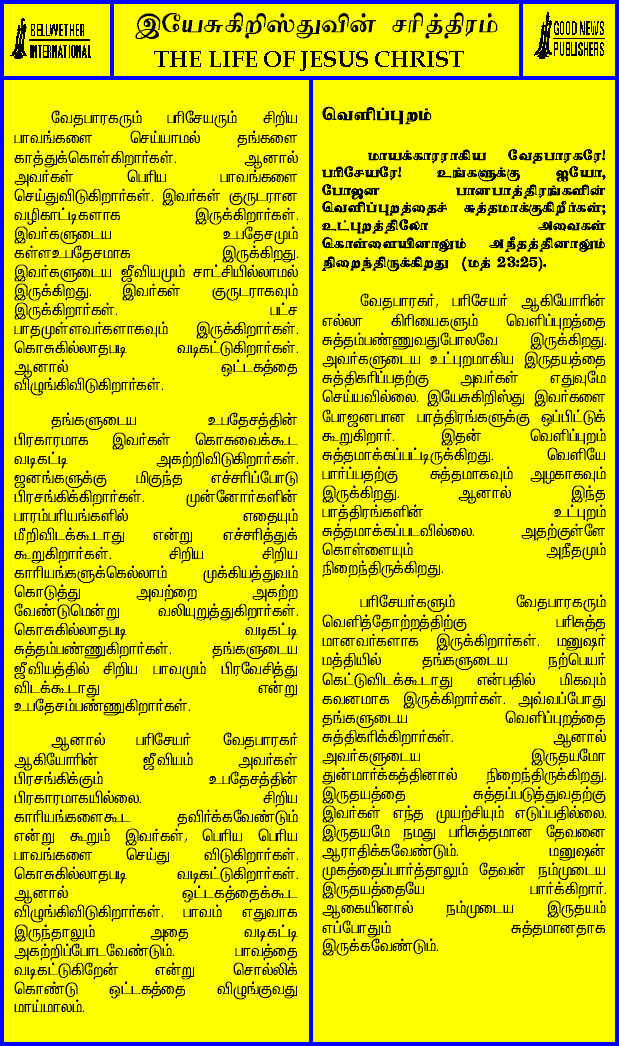 BELLWETHER
INTERNATIONAL
இயேசுகிறிஸ்துவின் சரித்திரம்
THE LIFE OF JESUS CHRIST
GOOD NEWS
PUBLISHERS
வேதபாரகரும் பரிசேயரும் சிறிய
பாவங்களை செய்யாமல் தங்களை
காத்துக்கொள்கிறார்கள். ஆனால்
அவர்கள் பெரிய பாவங்களை
செய்துவிடுகிறார்கள். இவர்கள் குருடரான
வழிகாட்டிகளாக இருக்கிறார்கள்.
இவர்களுடைய உபதேசமும்
கள்ளஉபதேசமாக இருக்கிறது.
இவர்களுடைய ஜீவியமும் சாட்சியில்லாமல்
இருக்கிறது. இவர்கள் குருடராகவும்
இருக்கிறார்கள். பட்ச
பாதமுள்ளவர்களாகவும் இருக்கிறார்கள்.
கொசுகில்லாதபடி வடிகட்டுகிறார்கள்.
ஆனால் ஒட்டகத்தை
விழுங்கிவிடுகிறார்கள்.
தங்களுடைய உபதேசத்தின்
பிரகாரமாக இவர்கள் கொசுவைக்கூட
வடிகட்டி அகற்றிவிடுகிறார்கள்.
ஜனங்களுக்கு மிகுந்த எச்சரிப்போடு
பிரசங்கிக்கிறார்கள். முன்னோர்களின்
பாரம்பரியங்களில் எதையும்
மீறிவிடக்கூடாது என்று எச்சரித்துக்
கூறுகிறார்கள். சிறிய சிறிய
காரியங்களுக்கெல்லாம் முக்கியத்துவம்
கொடுத்து அவற்றை அகற்ற
வேண்டுமென்று வலியுறுத்துகிறார்கள்.
கொசுகில்லாதபடி வடிகட்டி
சுத்தம்பண்ணுகிறார்கள். தங்களுடைய
ஜீவியத்தில் சிறிய பாவமும் பிரவேசித்து
விடக்கூடாது என்று
உபதேசம்பண்ணுகிறார்கள்.
ஆனால் பரிசேயர் வேதபாரகர்
ஆகியோரின் ஜீவியம் அவர்கள்
பிரசங்கிக்கும் உபதேசத்தின்
பிரகாரமாகயில்லை. சிறிய
காரியங்களைகூட தவிர்க்கவேண்டும்
என்று கூறும் இவர்கள், பெரிய பெரிய
பாவங்களை செய்து விடுகிறார்கள்.
கொசுகில்லாதபடி வடிகட்டுகிறார்கள்.
ஆனால் ஒட்டகத்தைக்கூட
விழுங்கிவிடுகிறார்கள். பாவம் எதுவாக
இருந்தாலும் அதை வடிகட்டி
அகற்றிப்போடவேண்டும். பாவத்தை
வடிகட்டுகிறேன் என்று சொல்லிக்
கொண்டு ஒட்டகத்தை விழுங்குவது
மாய்மாலம்.
வெளிப்புறம்
மாயக்காரராகிய வேதபாரகரே!
பரிசேயரே! உங்களுக்கு ஐயோ,
போஜன பானபாத்திரங்களின்
வெளிப்புறத்தைச் சுத்தமாக்குகிறீர்கள்;
உட்புறத்திலோ அவைகள்
கொள்ளையினாலும் அநீதத்தினாலும்
நிறைந்திருக்கிறது (மத் 23:25).
வேதபாரகர், பரிசேயர் ஆகியோரின்
எல்லா கிரியைகளும் வெளிப்புறத்தை
சுத்தம்பண்ணுவதுபோலவே இருக்கிறது.
அவர்களுடைய உட்புறமாகிய இருதயத்தை
சுத்திகரிப்பதற்கு அவர்கள் எதுவுமே
செய்யவில்லை. இயேசுகிறிஸ்து இவர்களை
போஜனபான பாத்திரங்களுக்கு ஒப்பிட்டுக்
கூறுகிறார். இதன் வெளிப்புறம்
சுத்தமாக்கப்பட்டிருக்கிறது. வெளியே
பார்ப்பதற்கு சுத்தமாகவும் அழகாகவும்
இருக்கிறது. ஆனால் இந்த
பாத்திரங்களின் உட்புறம்
சுத்தமாக்கப்படவில்லை. அதற்குள்ளே
கொள்ளையும் அநீதமும்
நிறைந்திருக்கிறது.
பரிசேயர்களும் வேதபாரகரும்
வெளித்தோற்றத்திற்கு பரிசுத்த
மானவர்களாக இருக்கிறார்கள். மனுஷர்
மத்தியில் தங்களுடைய நற்பெயர்
கெட்டுவிடக்கூடாது என்பதில் மிகவும்
கவனமாக இருக்கிறார்கள். அவ்வப்போது
தங்களுடைய வெளிப்புறத்தை
சுத்திகரிக்கிறார்கள். ஆனால்
அவர்களுடைய இருதயமோ
துன்மார்க்கத்தினால் நிறைந்திருக்கிறது.
இருதயத்தை சுத்தப்படுத்துவதற்கு
இவர்கள் எந்த முயற்சியும் எடுப்பதில்லை.
இருதயமே நமது பரிசுத்தமான தேவனை
ஆராதிக்கவேண்டும். மனுஷன்
முகத்தைப்பார்த்தாலும் தேவன் நம்முடைய
இருதயத்தையே பார்க்கிறார்.
ஆகையினால் நம்முடைய இருதயம்
எப்போதும் சுத்தமானதாக
இருக்கவேண்டும்.